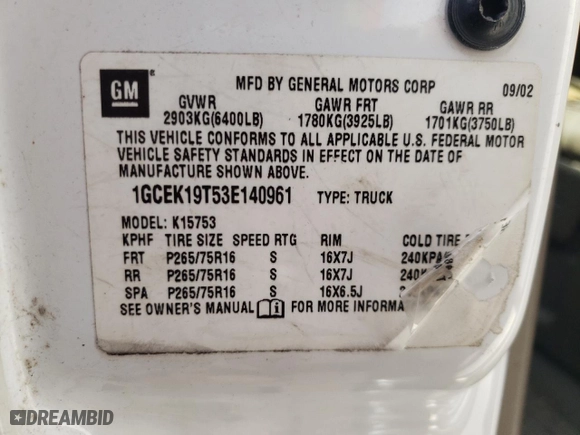 GM
®
MFD BY GENERAL MOTORS CORP 09/02
GVWR GAWR FRT GAWR RR
2903KG(6400LB) 1780KG(3925LB) 1701KG(3750LB)
THIS VEHICLE CONFORMS TO ALL APPLICABLE U.S. FEDERAL MOTOR
VEHICLE SAFETY STANDARDS IN EFFECT ON THE DATE OF
MANUFACTURE SHOWN ABOVE.
1GCEK19T53E140961 TYPE: TRUCK
MODEL: K15753
KPHF TIRE SIZE SPEED RTG RIM COLD TIRE
FRT P265/75R16 S 16X7J 240KPA
RR P265/75R16 S 16X7J 240K
SPA P265/75R16 S 16X6.5J
SEE OWNER'S MANUAL FOR MORE INFORMA
DREAMBID